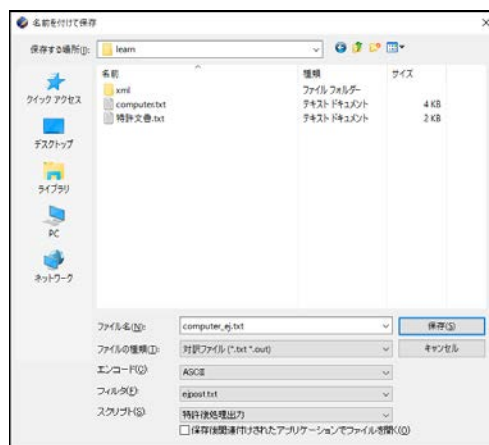 名前を付けて保存
保存する場所(I):
learn
名前
種類
サイズ
xml
ファイル フォルダー
computer.txt
テキスト ドキュメント
4 KB
特許文書.txt
テキスト ドキュメント
2 KB
クイック アクセス
デスクトップ
ライブラリ
PC
ネットワーク
ファイル名(N):
computer_ej.txt
保存(S)
ファイルの種類(T):
対訳ファイル (*.txt *.out)
キャンセル
エンコード(C)
ASCII
フィルタ(F)
ejpost.txt
スクリプト(S)
特許後処理出力
保存後関連付けされたアプリケーションでファイルを開く(O)